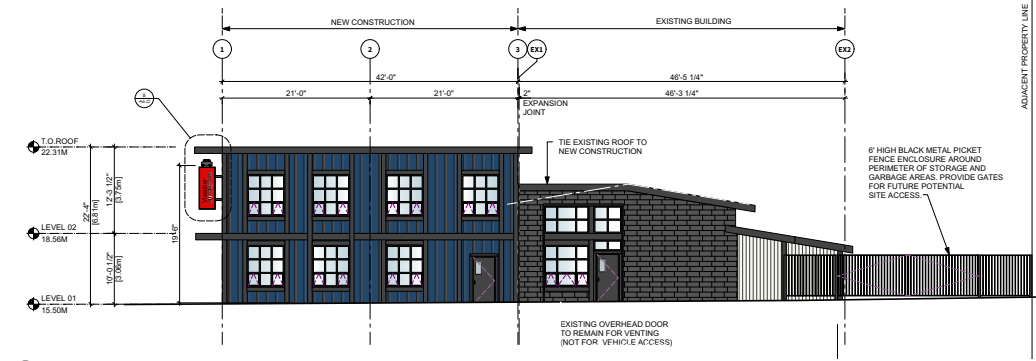 NEW CONSTRUCTION
EXISTING BUILDING
1
2
3
EX1
EX2
42'-0"
46'-5 1/4"
21'-0"
21'-0"
2"
46'-3 1/4"
EXPANSION
JOINT
ADJACENT PROPERTY LINE
T.O.ROOF
22.31M
TIE EXISTING ROOF TO
NEW CONSTRUCTION
6' HIGH BLACK METAL PICKET
FENCE ENCLOSURE AROUND
PERIMETER OF STORAGE AND
GARBAGE AREAS. PROVIDE GATES
FOR FUTURE POTENTIAL
SITE ACCESS.
22'-4"
[6.81m]
12'-3 1/2"
[3.75m]
LEVEL 02
18.56M
19'-6"
10'-0 1/2"
[3.06m]
LEVEL 01
15.50M
EXISTING OVERHEAD DOOR
TO REMAIN FOR VENTING
(NOT FOR VEHICLE ACCESS)